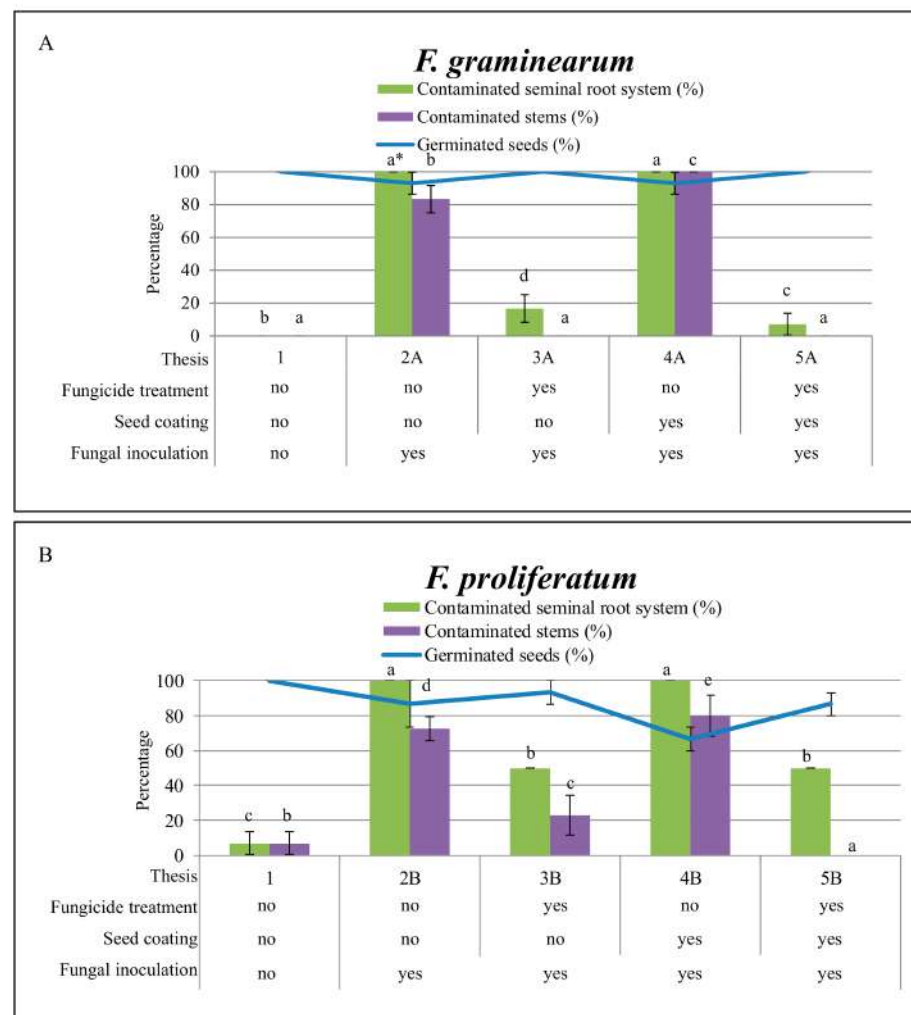 A
F. graminearum
Contaminated seminal root system (%)
Contaminated stems (%)
Germinated seeds (%)
a* b a c
100
80
60
40
20
0
Percentage
b a d a c a
Thesis 1 2A 3A 4A 5A
Fungicide treatment no no yes no yes
Seed coating no no no yes yes
Fungal inoculation no yes yes yes yes
B
F. proliferatum
Contaminated seminal root system (%)
Contaminated stems (%)
Germinated seeds (%)
a d a e
100
80
60
40
20
0
Percentage
c b b c b a
Thesis 1 2B 3B 4B 5B
Fungicide treatment no no yes no yes
Seed coating no no no yes yes
Fungal inoculation no yes yes yes yes